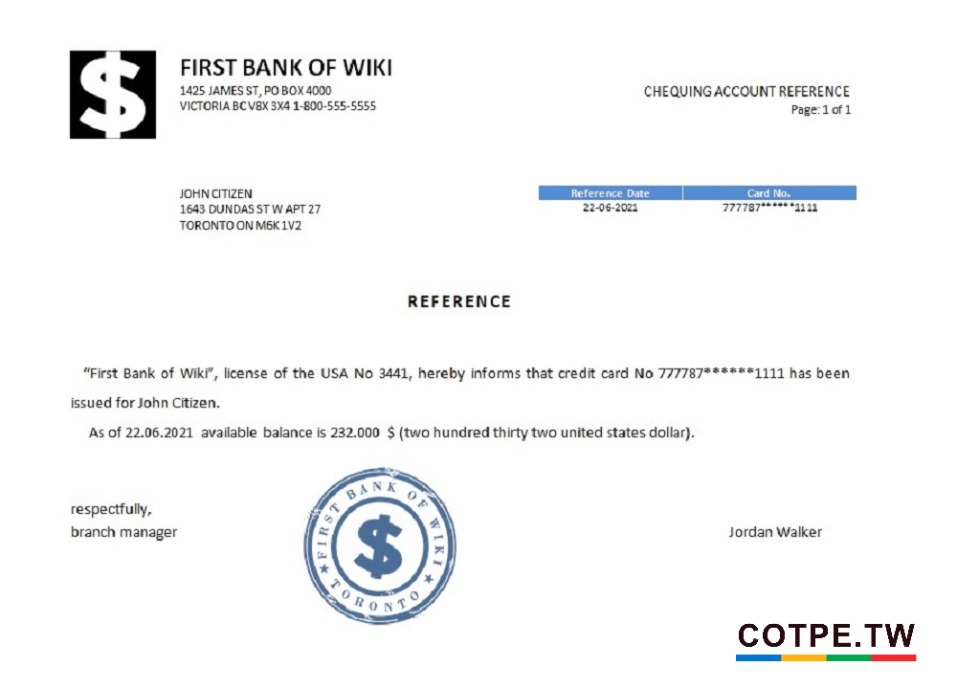 FIRST BANK OF WIKI
1425 JAMES ST, PO BOX 4000
VICTORIA BC V8X 3X4 1-800-555-5555
CHEQUING ACCOUNT REFERENCE
Page: 1 of 1
JOHN CITIZEN
1643 DUNDAS ST W APT 27
TORONTO ON M6K 1V2
Reference Date Card No.
22-06-2021 777787******1111
REFERENCE
"First Bank of Wiki", license of the USA No 3441, hereby informs that credit card No 777787******1111 has been
issued for John Citizen.
As of 22.06.2021 available balance is 232.000 $ (two hundred thirty two united states dollar).
respectfully,
branch manager
FIRST BANK OF WIKI
TORONTO
Jordan Walker
COTPE.TW